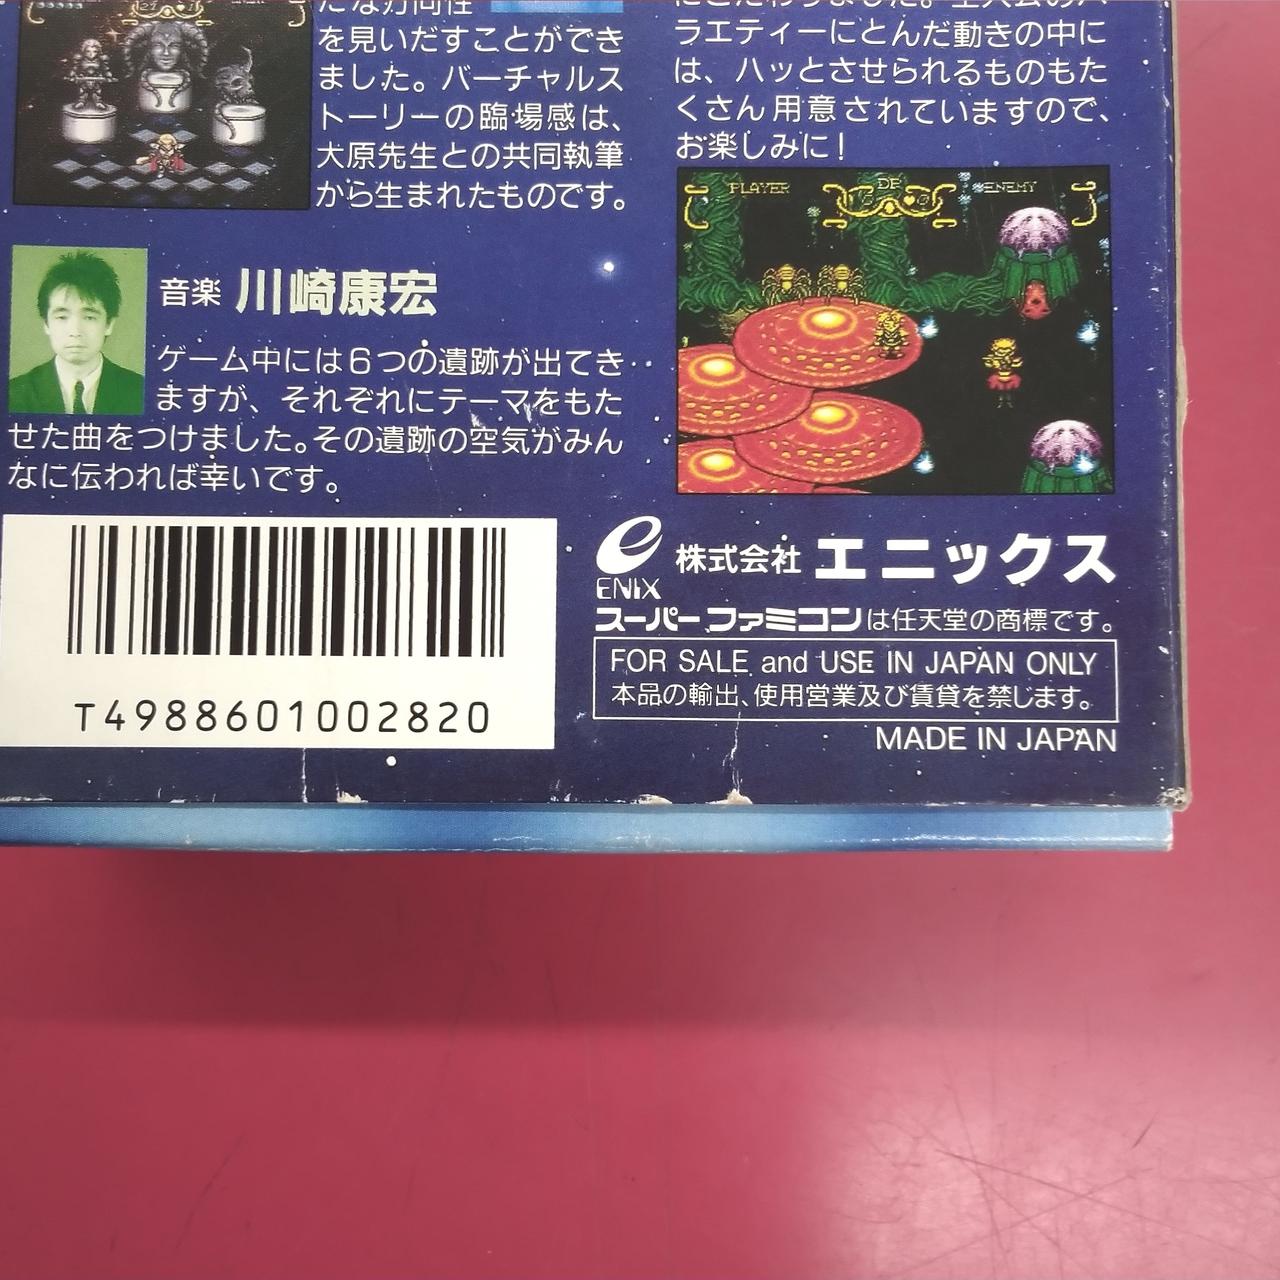 たな方向性
を見いだすことができ
ました。バーチャルス
トーリーの臨場感は、
大原先生との共同執筆
から生まれたものです。
音楽 川崎康宏
ゲーム中には6つの遺跡が出てき
ますが、それぞれにテーマをもた
せた曲をつけました。その遺跡の空気がみん
なに伝われば幸いです。
T4988601002820
ラエティーにとんだ動きの中に
は、ハッとさせられるものもた
くさん用意されていますので、
お楽しみに!
PLAYER DF ENEMY
ENIX
株式会社 エニックス
スーパーファミコンは任天堂の商標です。
FOR SALE and USE IN JAPAN ONLY
本品の輸出、使用営業及び賃貸を禁じます。
MADE IN JAPAN